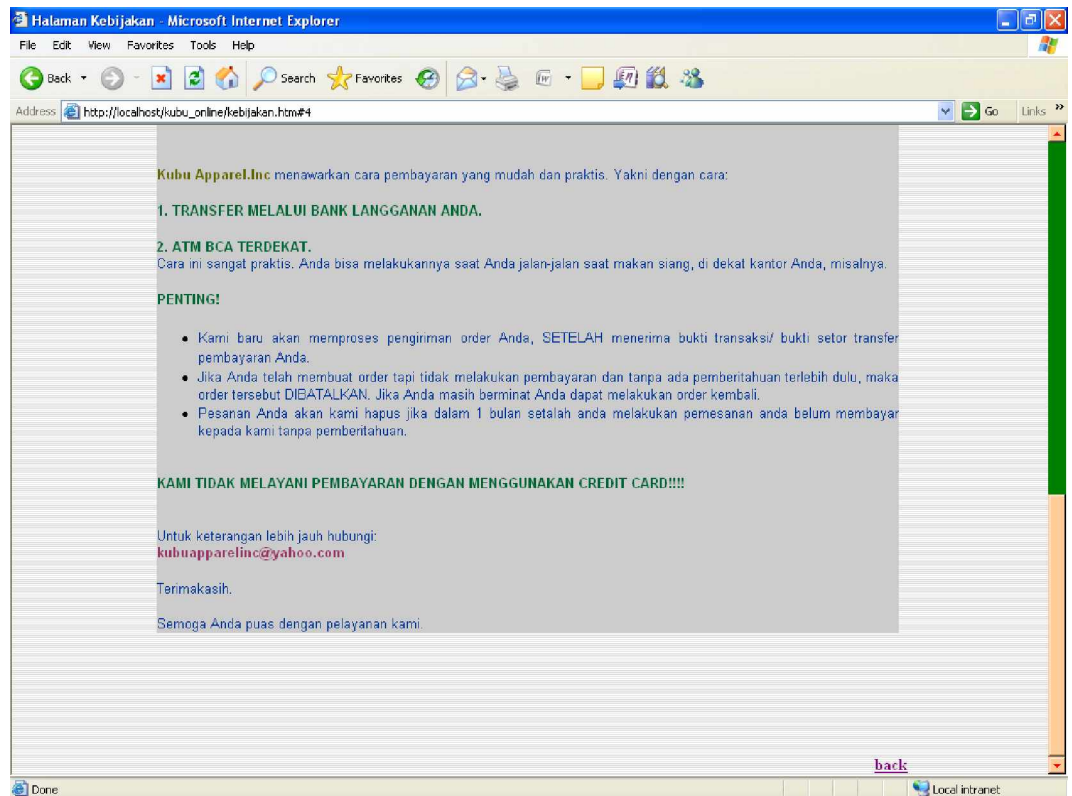 Halaman Kebijakan - Microsoft Internet Explorer
File Edit View Favorites Tools Help
Back Search Favorites
Address http://localhost/kubu_online/kebijakan.htm#4 Go Links »
Kubu Apparel.Inc menawarkan cara pembayaran yang mudah dan praktis. Yakni dengan cara:
1. TRANSFER MELALUI BANK LANGGANAN ANDA.
2. ATM BCA TERDEKAT.
Cara ini sangat praktis. Anda bisa melakukannya saat Anda jalan-jalan saat makan siang, di dekat kantor Anda, misalnya.
PENTING!
• Kami baru akan memproses pengiriman order Anda, SETELAH menerima bukti transaksi/ bukti setor transfer
pembayaran Anda.
• Jika Anda telah membuat order tapi tidak melakukan pembayaran dan tanpa ada pemberitahuan terlebih dulu, maka
order tersebut DIBATALKAN. Jika Anda masih berminat Anda dapat melakukan order kembali.
• Pesanan Anda akan kami hapus jika dalam 1 bulan setalah anda melakukan pemesanan anda belum membayar
kepada kami tanpa pemberitahuan.
KAMI TIDAK MELAYANI PEMBAYARAN DENGAN MENGGUNAKAN CREDIT CARD!!!!
Untuk keterangan lebih jauh hubungi:
kubuapparelinc@yahoo.com
Terimakasih.
Semoga Anda puas dengan pelayanan kami.
back
Done Local intranet